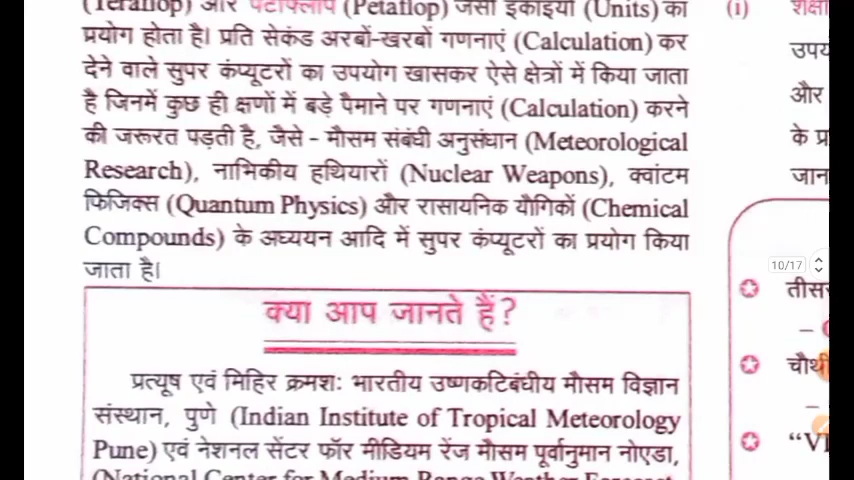 (Teraflop) और पेटाफ्लॉप (Petaflop) जैसी इकाइयों (Units) का
प्रयोग होता है। प्रति सेकंड अरबों-खरबों गणनाएं (Calculation) कर
देने वाले सुपर कंप्यूटरों का उपयोग खासकर ऐसे क्षेत्रों में किया जाता
है जिनमें कुछ ही क्षणों में बड़े पैमाने पर गणनाएं (Calculation) करने
की जरूरत पड़ती है, जैसे - मौसम संबंधी अनुसंधान (Meteorological
Research), नाभिकीय हथियारों (Nuclear Weapons), क्वांटम
फिजिक्स (Quantum Physics) और रासायनिक यौगिकों (Chemical
Compounds) के अध्ययन आदि में सुपर कंप्यूटरों का प्रयोग किया
जाता है।
क्या आप जानते हैं?
प्रत्यूष एवं मिहिर क्रमशः भारतीय उष्णकटिबंधीय मौसम विज्ञान
संस्थान, पुणे (Indian Institute of Tropical Meteorology
Pune) एवं नेशनल सेंटर फॉर मीडियम रेंज मौसम पूर्वानुमान नोएडा,
(National Center for Medium Range Weather Forecast
(i)
और
के प्र
10/17